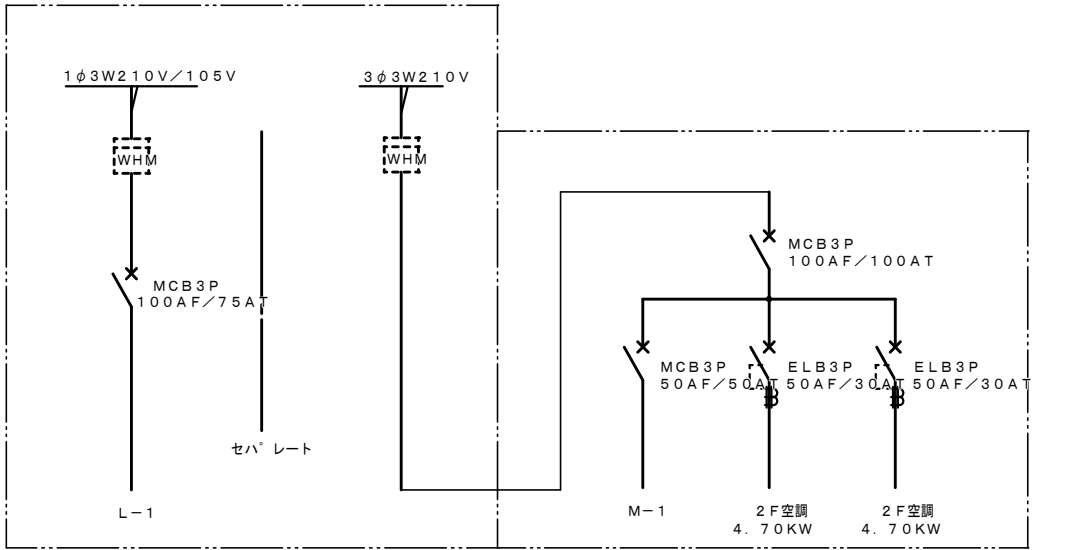 1φ3W210V/105V
3φ3W210V
WHM
WHM
MCB3P
100AF/75AT
セパレート
L-1
MCB3P
100AF/100AT
MCB3P
50AF/50AT
ELB3P
50AF/30AT
ELB3P
50AF/30AT
M-1
2F空調
4.70KW
2F空調
4.70KW